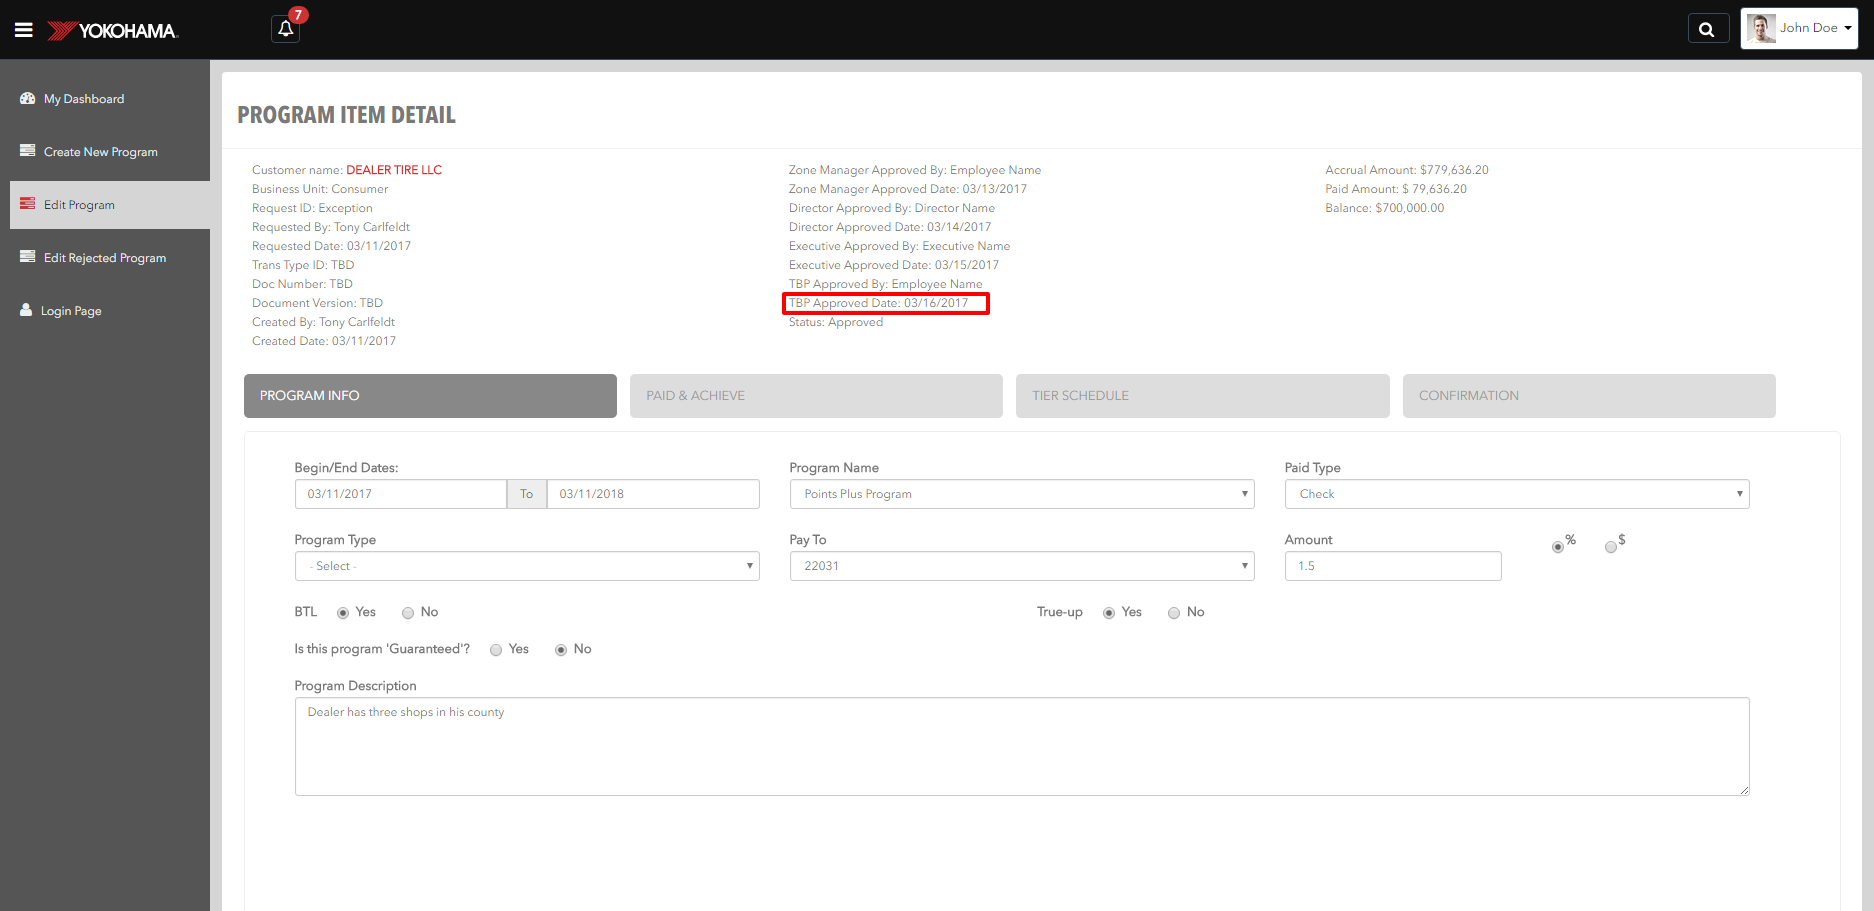 YOKOHAMA
7
John Doe
My Dashboard
Create New Program
Edit Program
Edit Rejected Program
Login Page
PROGRAM ITEM DETAIL
Customer name: DEALER TIRE LLC
Business Unit: Consumer
Request ID: Exception
Requested By: Tony Carlfeldt
Requested Date: 03/11/2017
Trans Type ID: TBD
Doc Number: TBD
Document Version: TBD
Created By: Tony Carlfeldt
Created Date: 03/11/2017
Zone Manager Approved By: Employee Name
Zone Manager Approved Date: 03/13/2017
Director Approved By: Director Name
Director Approved Date: 03/14/2017
Executive Approved By: Executive Name
Executive Approved Date: 03/15/2017
TBP Approved By: Employee Name
TBP Approved Date: 03/16/2017
Status: Approved
Accrual Amount: $779,636.20
Paid Amount: $ 79,636.20
Balance: $700,000.00
PROGRAM INFO
PAID & ACHIEVE
TIER SCHEDULE
CONFIRMATION
Begin/End Dates:
03/11/2017 To 03/11/2018
Program Name
Points Plus Program
Paid Type
Check
Program Type
- Select -
Pay To
22031
Amount
1.5
% $
BTL Yes No
True-up Yes No
Is this program 'Guaranteed'? Yes No
Program Description
Dealer has three shops in his county